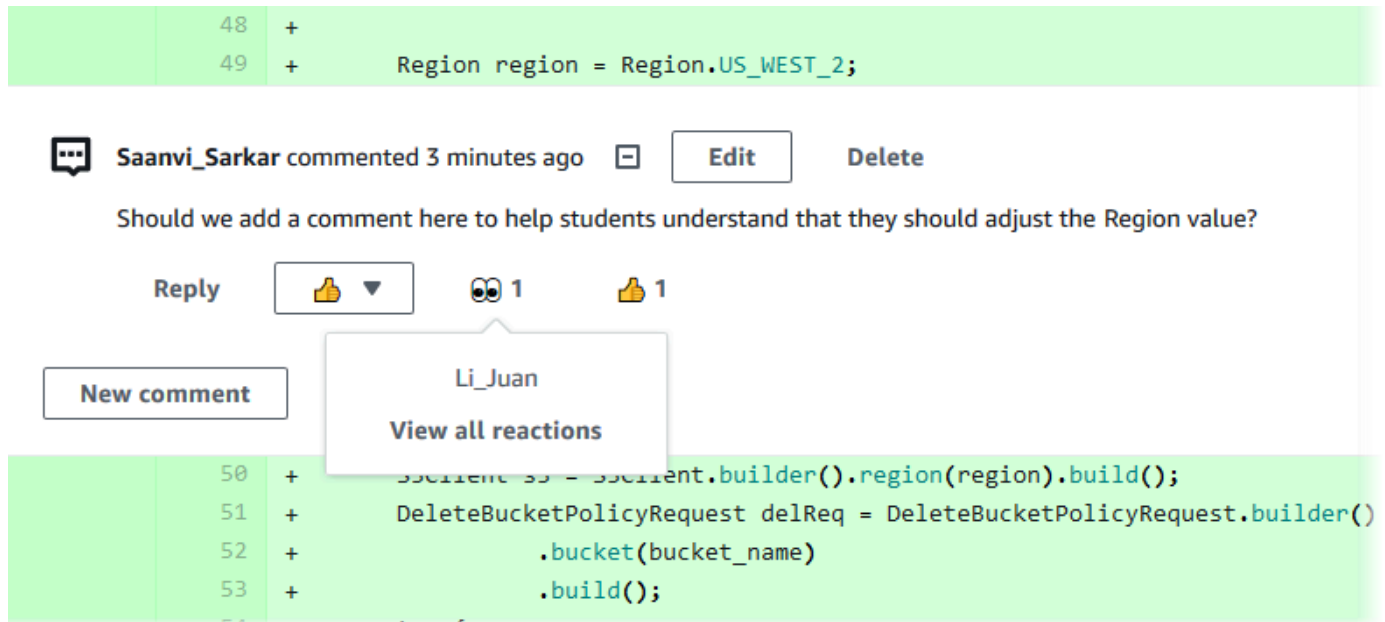 48 +
49 + Region region = Region.US_WEST_2;
Saanvi_Sarkar commented 3 minutes ago Edit Delete
Should we add a comment here to help students understand that they should adjust the Region value?
Reply 👍 ▼ 👀 1 👍 1
Li_Juan
New comment
View all reactions
50 + = S3Client.builder().region(region).build();
51 + DeleteBucketPolicyRequest delReq = DeleteBucketPolicyRequest.builder()
52 + .bucket(bucket_name)
53 + .build();